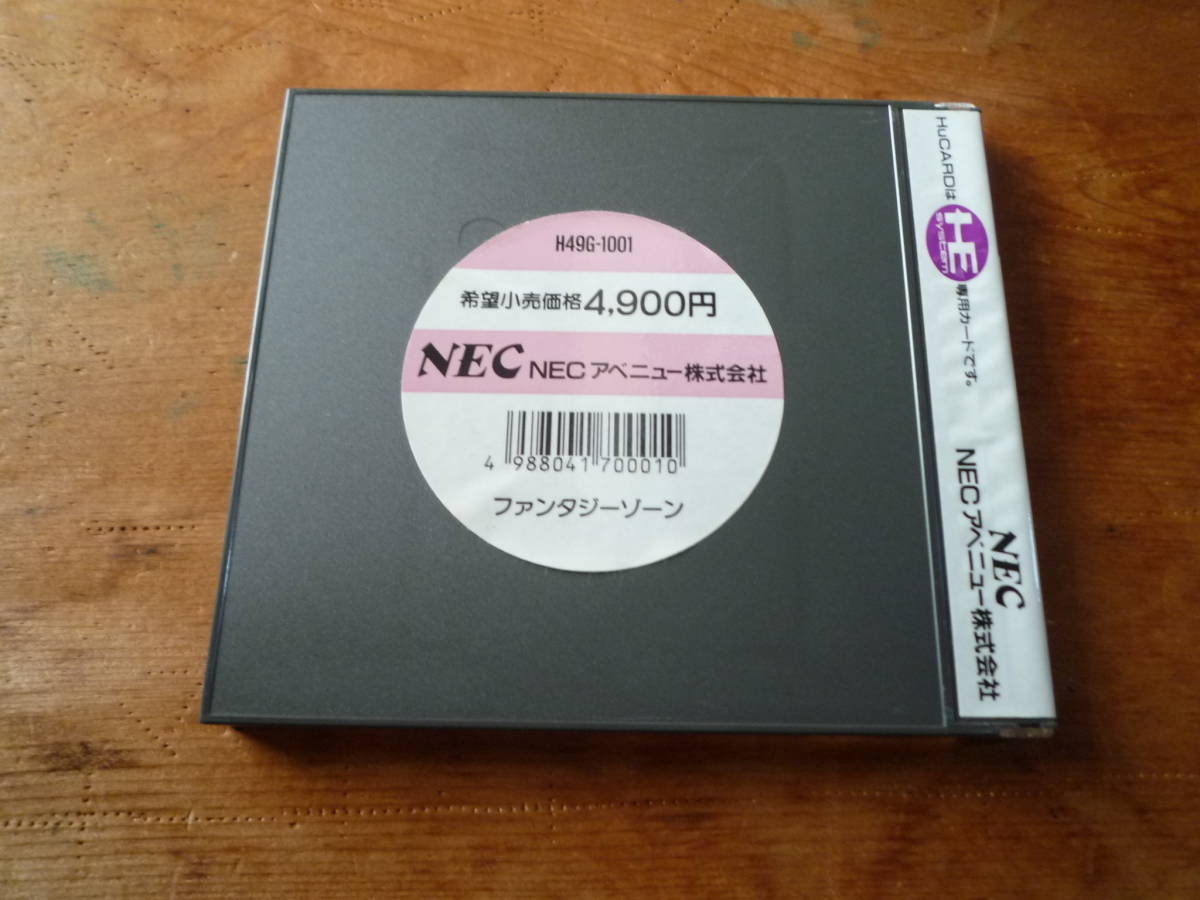 H49G-1001
希望小売価格4,900円
NEC NECアベニュー株式会社
4 988041 700010
ファンタジーゾーン
HuCARDは HE system 専用カードです。
NEC NECアベニュー株式会社